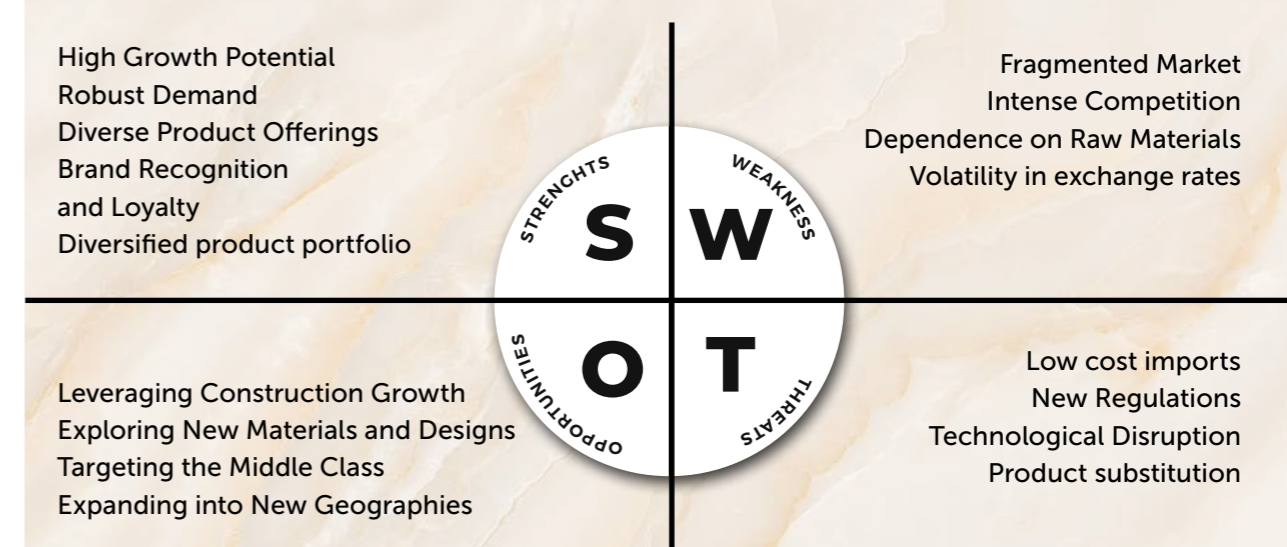 High Growth Potential
Robust Demand
Diverse Product Offerings
Brand Recognition
and Loyalty
Diversified product portfolio
Fragmented Market
Intense Competition
Dependence on Raw Materials
Volatility in exchange rates
STRENGHTS
WEAKNESS
S
W
O
T
OPPORTUNITIES
THREATS
Leveraging Construction Growth
Exploring New Materials and Designs
Targeting the Middle Class
Expanding into New Geographies
Low cost imports
New Regulations
Technological Disruption
Product substitution